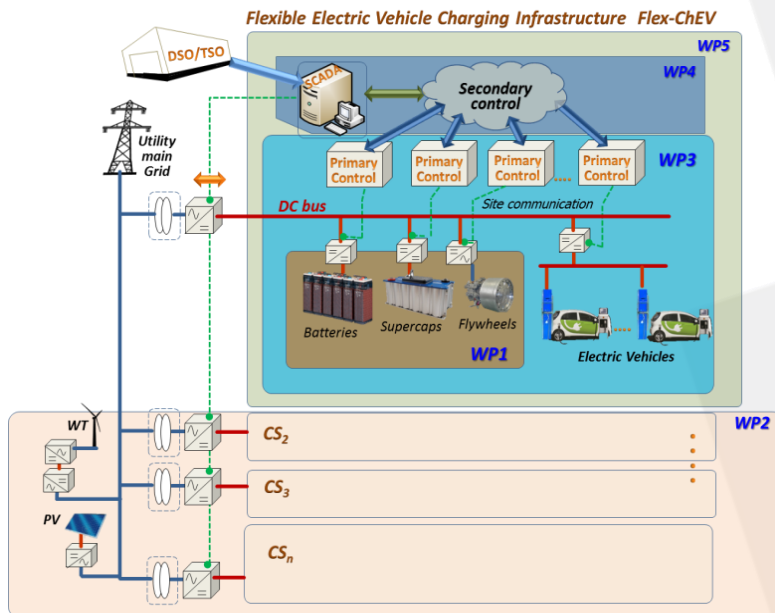 Flexible Electric Vehicle Charging Infrastructure Flex-ChEV
WP5
DSO/TSO
SCADA
WP4
Secondary
control
Utility
main
Grid
Primary
Control
Primary
Control
Primary
Control
....
Primary
Control
WP3
DC bus
Site communication
Batteries
Supercaps
Flywheels
WP1
....
Electric Vehicles
WP2
WT
CS2
CS3
PV
CSn